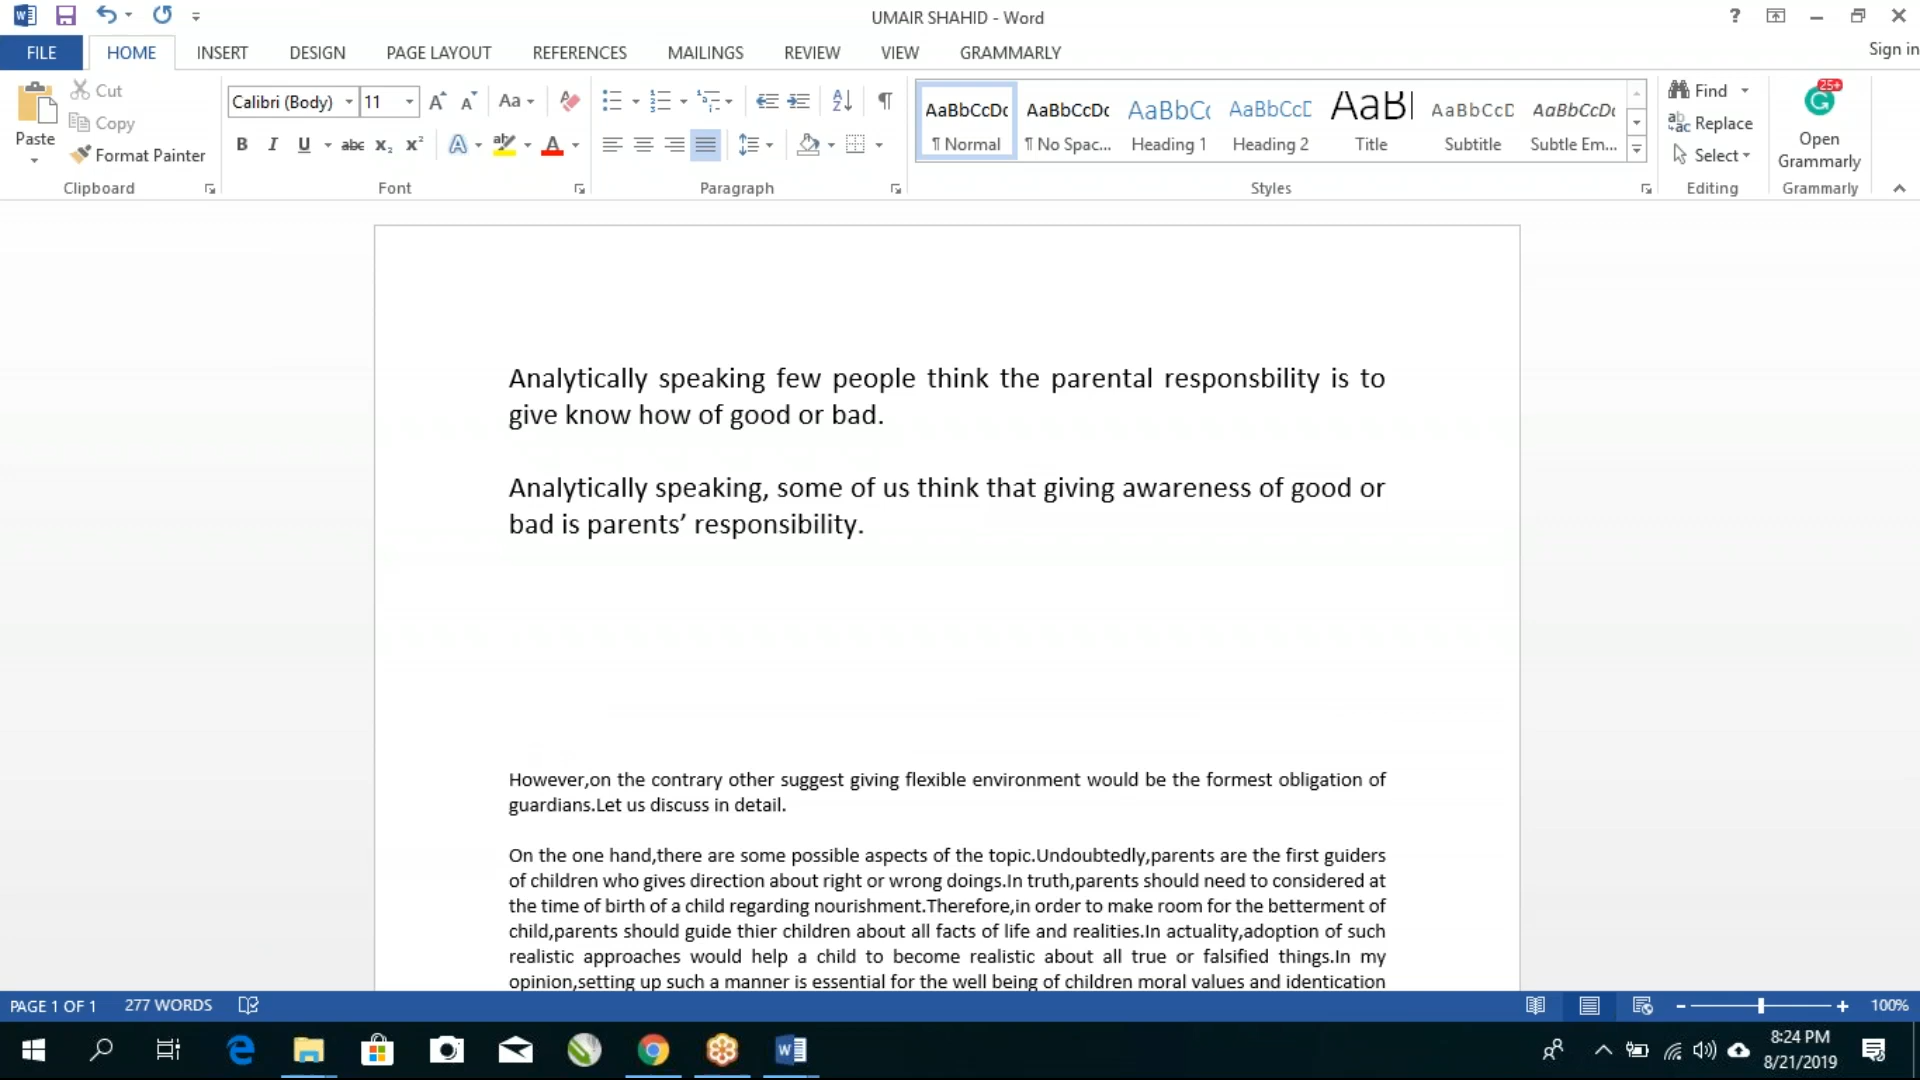 UMAIR SHAHID - Word
?
FILE HOME INSERT DESIGN PAGE LAYOUT REFERENCES MAILINGS REVIEW VIEW GRAMMARLY Sign in
Paste
Cut
Copy
Format Painter
Clipboard
Calibri (Body) 11
Aa
B I U abc X₂ X² A aby A
Font
A Z ¶
Paragraph
AaBbCcDc AaBbCcDc AaBbCc AaBbCcD AaBl AaBbCcD AaBbCcDc
¶ Normal ¶ No Spac... Heading 1 Heading 2 Title Subtitle Subtle Em...
Styles
Find
Replace
Select
Editing
25+
Open
Grammarly
Grammarly
Analytically speaking few people think the parental responsbility is to
give know how of good or bad.
Analytically speaking, some of us think that giving awareness of good or
bad is parents’ responsibility.
However,on the contrary other suggest giving flexible environment would be the formest obligation of
guardians.Let us discuss in detail.
On the one hand,there are some possible aspects of the topic.Undoubtedly,parents are the first guiders
of children who gives direction about right or wrong doings.In truth,parents should need to considered at
the time of birth of a child regarding nourishment.Therefore,in order to make room for the betterment of
child,parents should guide thier children about all facts of life and realities.In actuality,adoption of such
realistic approaches would help a child to become realistic about all true or falsified things.In my
opinion,setting up such a manner is essential for the well being of children moral values and identication
PAGE 1 OF 1 277 WORDS 100%
8:24 PM
8/21/2019